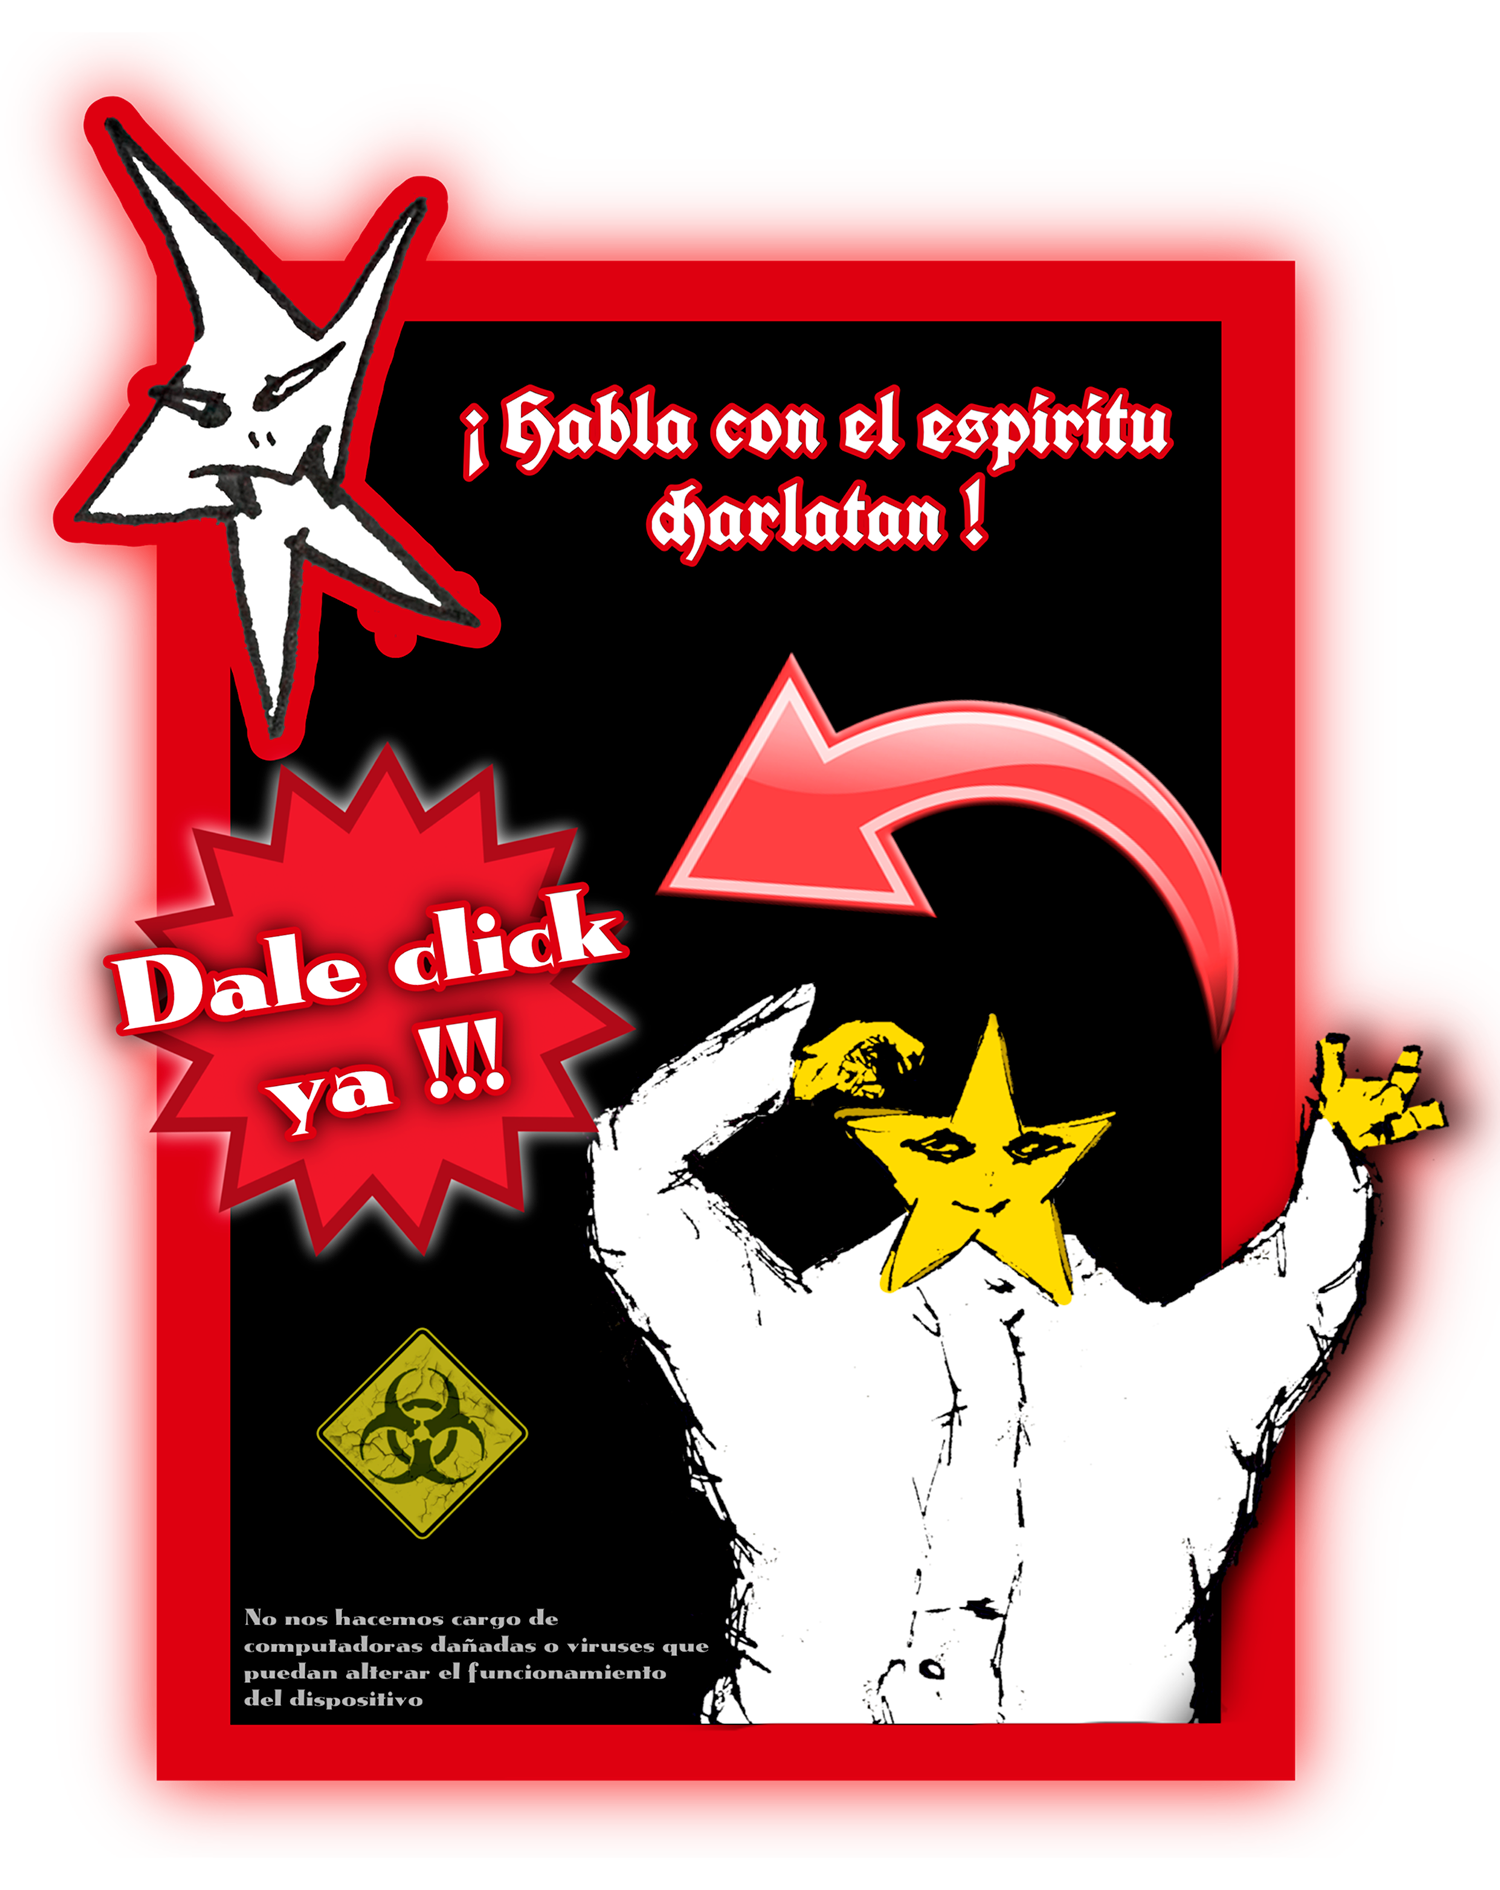 ¡ Habla con el espíritu
charlatan !
Dale click
ya !!!
No nos hacemos cargo de
computadoras dañadas o viruses que
puedan alterar el funcionamiento
del dispositivo